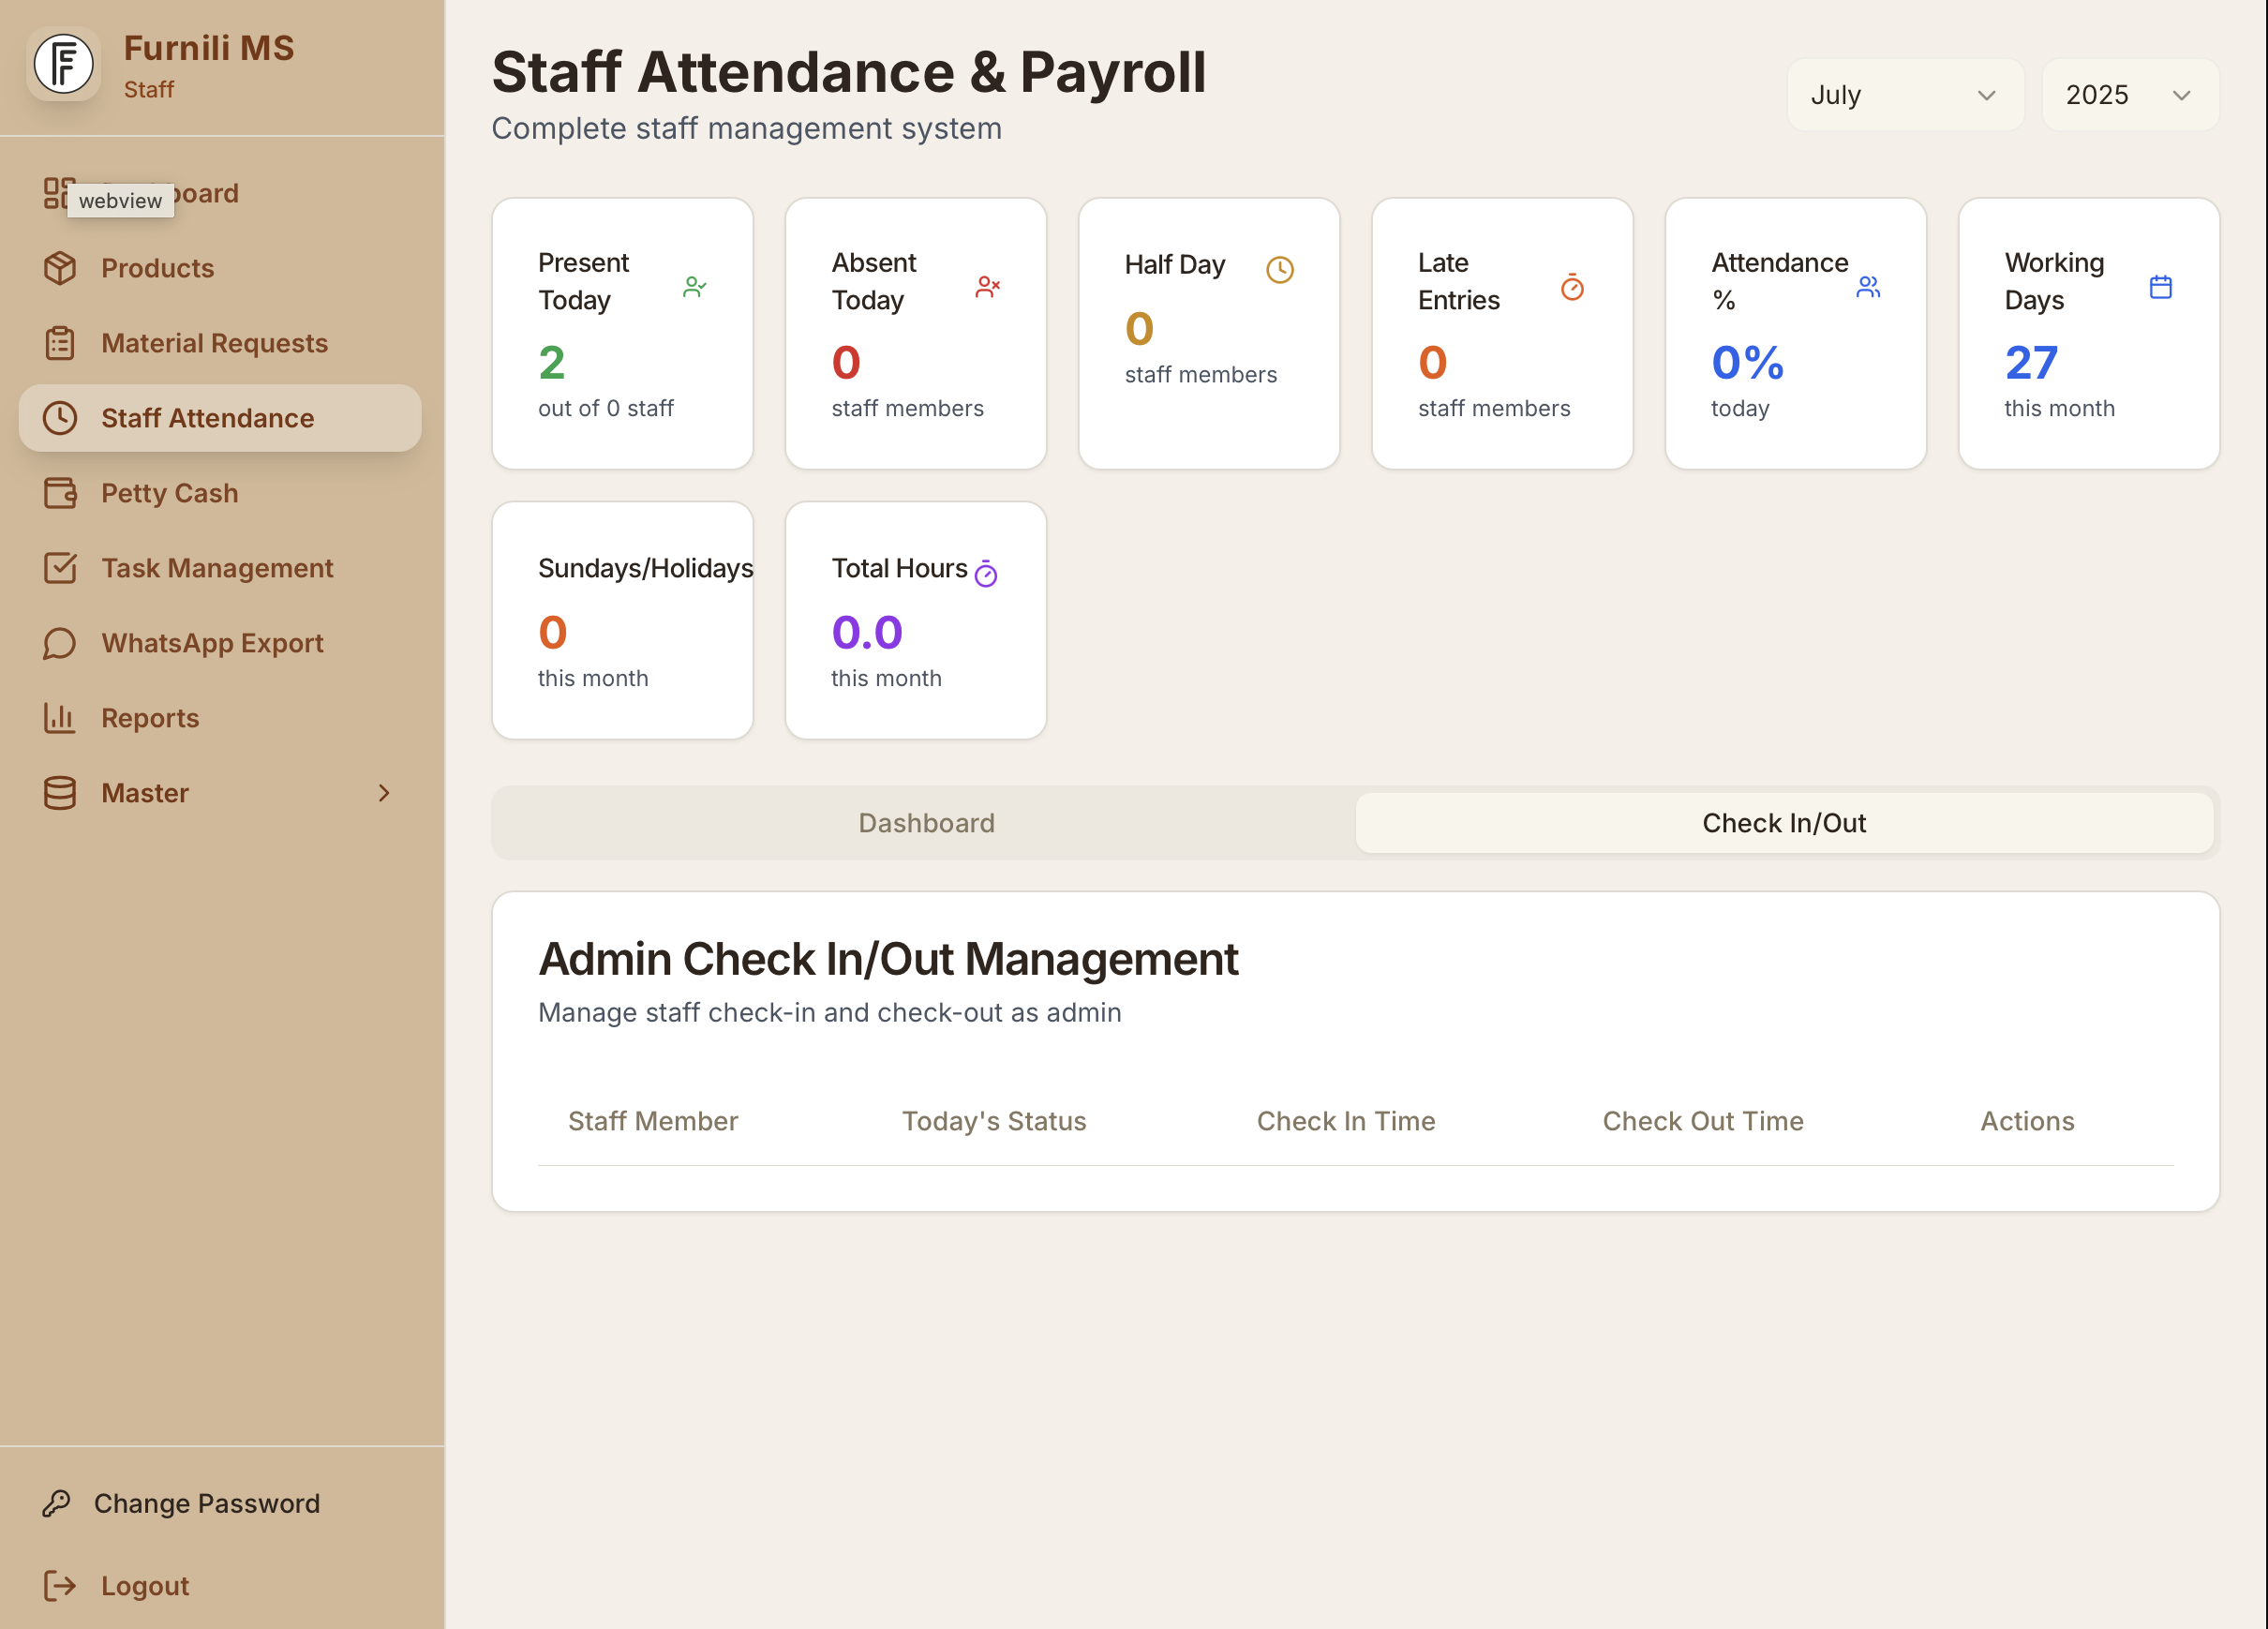 Furnili MS
Staff
board
webview
Products
Material Requests
Staff Attendance
Petty Cash
Task Management
WhatsApp Export
Reports
Master
Change Password
Logout
Staff Attendance & Payroll
Complete staff management system
July
2025
Present
Today
2
out of 0 staff
Absent
Today
0
staff members
Half Day
0
staff members
Late
Entries
0
staff members
Attendance
%
0%
today
Working
Days
27
this month
Sundays/Holidays
0
this month
Total Hours
0.0
this month
Dashboard
Check In/Out
Admin Check In/Out Management
Manage staff check-in and check-out as admin
Staff Member
Today's Status
Check In Time
Check Out Time
Actions